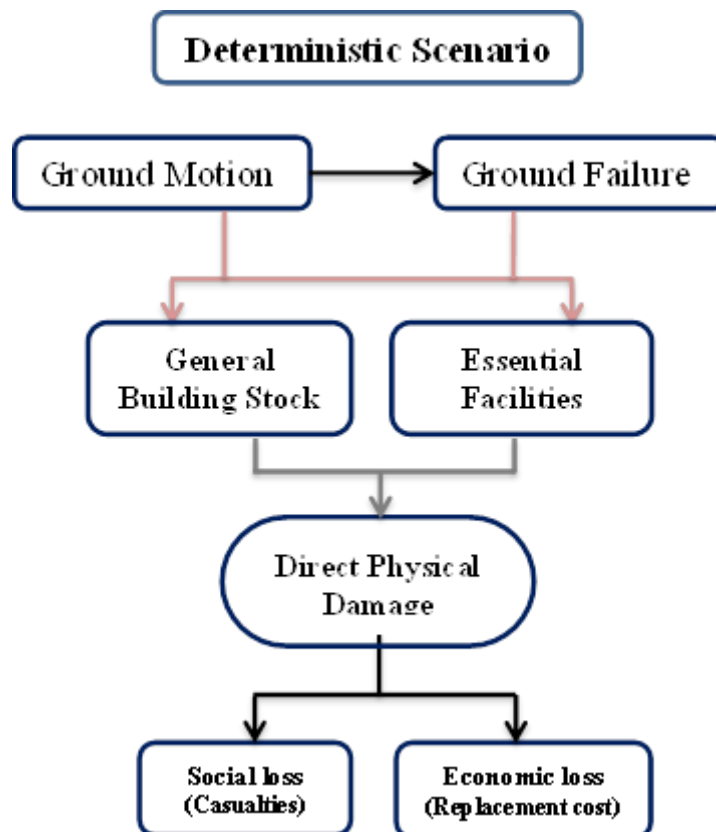 Deterministic Scenario
Ground Motion
Ground Failure
General
Building Stock
Essential
Facilities
Direct Physical
Damage
Social loss
(Casualties)
Economic loss
(Replacement cost)